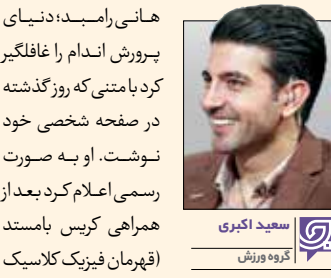 هانی رامبد؛ دنیای
پرورش اندام را غافلگیر
کرد با متنی که روز گذشته
در صفحه شخصی خود
نوشت. او به صورت
رسمی اعلام کرد بعد از
همراهی کریس بامستد
(قهرمان فیزیک کلاسیک
سعید اکبری
گروه ورزش